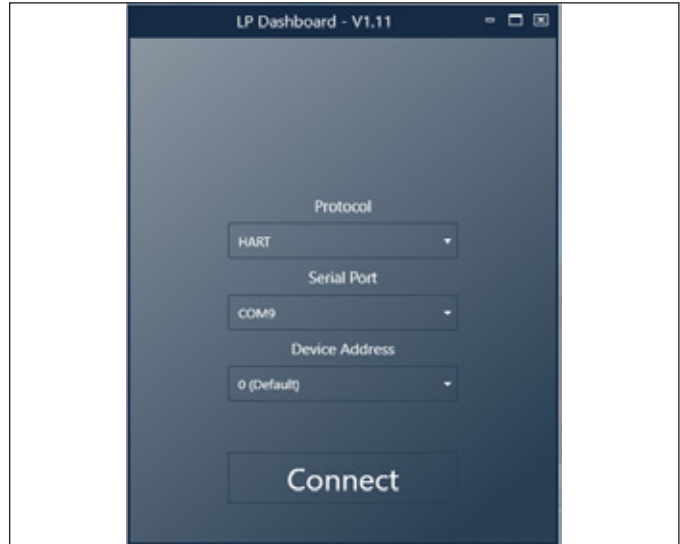 LP Dashboard - V1.11
Protocol
HART
Serial Port
COM9
Device Address
0 (Default)
Connect